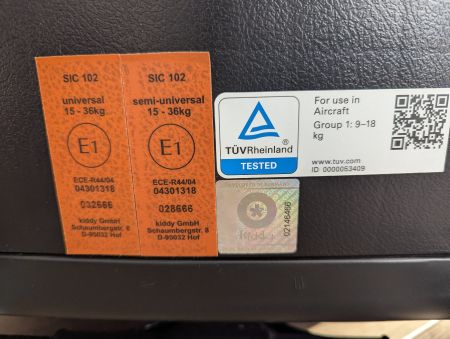 SIC 102
universal
15 - 36kg
E1
ECE-R44/04
04301318
032666
kiddy GmbH
Schaumbergstr. 8
D-95032 Hof
SIC 102
semi-universal
15 - 36kg
E1
ECE-R44/04
04301318
028666
kiddy GmbH
Schaumbergstr. 8
D-95032 Hof
TÜVRheinland
TESTED
For use in
Aircraft
Group 1: 9–18
kg
www.tuv.com
ID 0000053409
kiddy
02146466